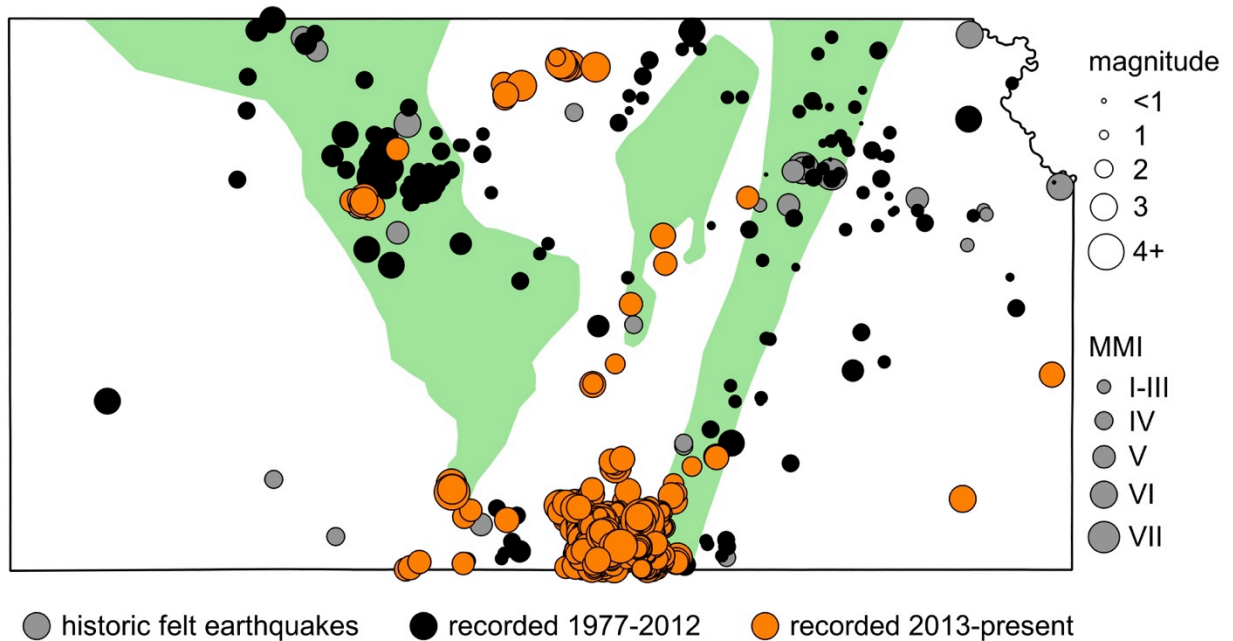 magnitude
<1
1
2
3
4+
MMI
I-III
IV
V
VI
VII
historic felt earthquakes
recorded 1977-2012
recorded 2013-present